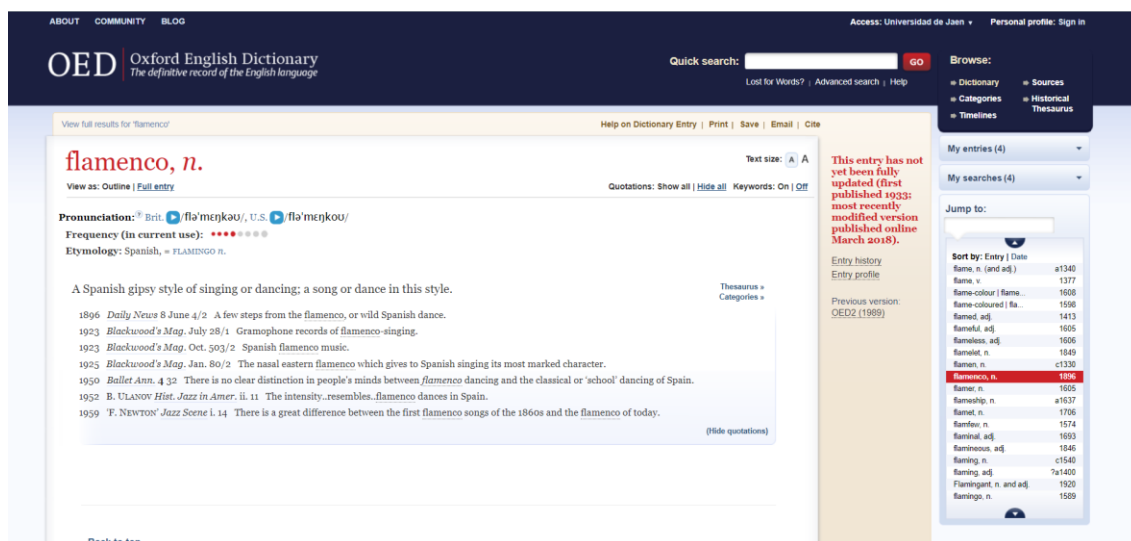 ABOUT COMMUNITY BLOG
Access: Universidad de Jaen ▾ Personal profile: Sign in
OED Oxford English Dictionary
The definitive record of the English language
Quick search: GO
Lost for Words? | Advanced search | Help
Browse:
Dictionary
Sources
Categories
Historical Thesaurus
Timelines
View full results for 'flamenco'
Help on Dictionary Entry | Print | Save | Email | Cite
flamenco, n.
Text size: A A
View as: Outline | Full entry
Quotations: Show all | Hide all Keywords: On | Off
Pronunciation: ? Brit. /fləˈmɛŋkəʊ/, U.S. /fləˈmɛŋkoʊ/
Frequency (in current use):
Etymology: Spanish, = FLAMINGO n.
A Spanish gipsy style of singing or dancing; a song or dance in this style.
Thesaurus »
Categories »
1896 Daily News 8 June 4/2 A few steps from the flamenco, or wild Spanish dance.
1923 Blackwood's Mag. July 28/1 Gramophone records of flamenco-singing.
1923 Blackwood's Mag. Oct. 503/2 Spanish flamenco music.
1925 Blackwood's Mag. Jan. 80/2 The nasal eastern flamenco which gives to Spanish singing its most marked character.
1950 Ballet Ann. 4 32 There is no clear distinction in people's minds between flamenco dancing and the classical or 'school' dancing of Spain.
1952 B. ULANOV Hist. Jazz in Amer. ii. 11 The intensity..resembles..flamenco dances in Spain.
1959 'F. NEWTON' Jazz Scene i. 14 There is a great difference between the first flamenco songs of the 1860s and the flamenco of today.
(Hide quotations)
This entry has not
yet been fully
updated (first
published 1933;
most recently
modified version
published online
March 2018).
Entry history
Entry profile
Previous version:
OED2 (1989)
My entries (4)
My searches (4)
Jump to:
Sort by: Entry | Date
flame, n. (and adj.) a1340
flame, v. 1377
flame-colour | flame... 1608
flame-coloured | fla... 1598
flamed, adj. 1413
flameful, adj. 1605
flameless, adj. 1606
flamelet, n. 1849
flamen, n. c1330
flamenco, n. 1896
flamer, n. 1605
flameship, n. a1637
flamet, n. 1706
flamfew, n. 1574
flaminal, adj. 1693
flamineous, adj. 1846
flaming, n. c1540
flaming, adj. ?a1400
Flamingant, n. and adj. 1920
flamingo, n. 1589
Back to top